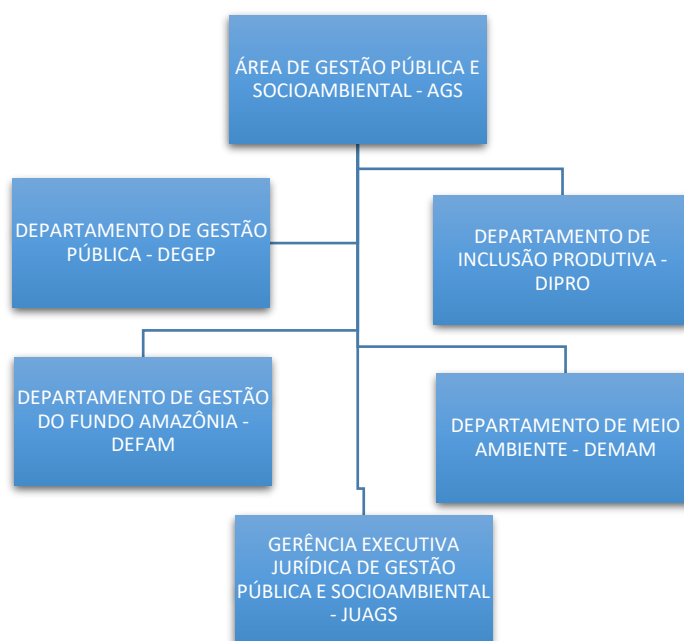 ÁREA DE GESTÃO PÚBLICA E
SOCIOAMBIENTAL - AGS
DEPARTAMENTO DE GESTÃO
PÚBLICA - DEGEP
DEPARTAMENTO DE
INCLUSÃO PRODUTIVA -
DIPRO
DEPARTAMENTO DE GESTÃO
DO FUNDO AMAZÔNIA -
DEFAM
DEPARTAMENTO DE MEIO
AMBIENTE - DEMAM
GERÊNCIA EXECUTIVA
JURÍDICA DE GESTÃO
PÚBLICA E SOCIOAMBIENTAL
- JUAGS